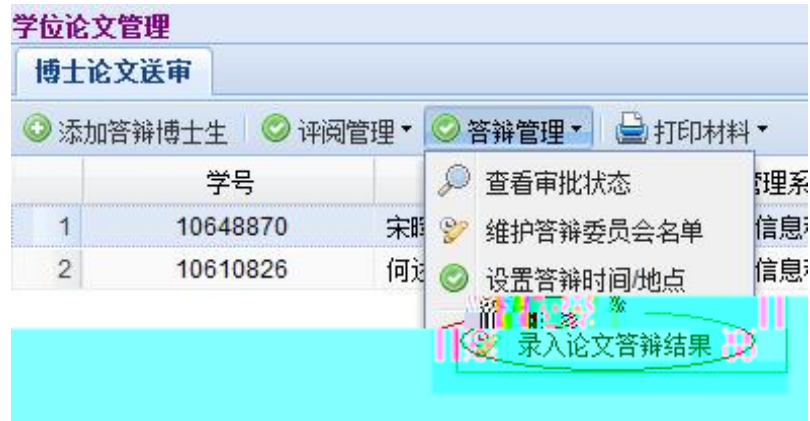 学位论文管理
博士论文送审
添加答辩博士生 评阅管理 答辩管理 打印材料
学号 查看审批状态 管理系
1 10648870 宋 维护答辩委员会名单 信息
2 10610826 何 设置答辩时间/地点 信息
录入论文答辩结果